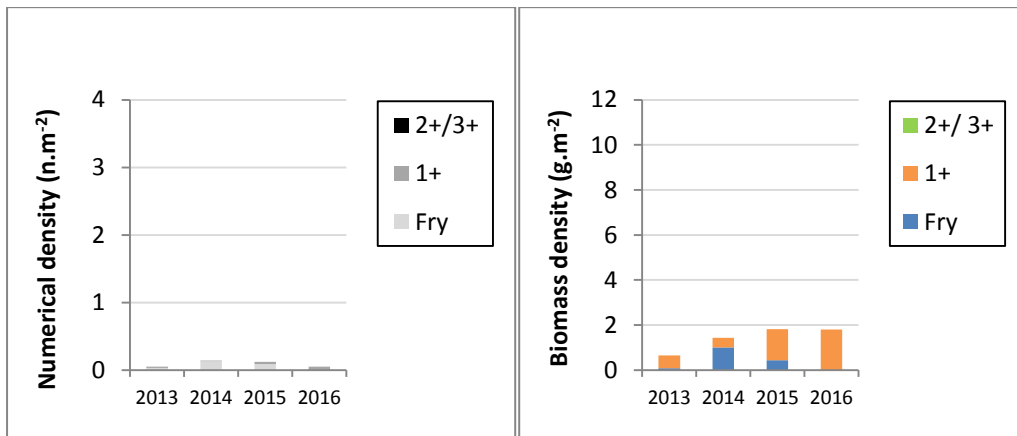 Numerical density (n.m⁻²)
4
3
2
1
0
2013 2014 2015 2016
2+/3+
1+
Fry
Biomass density (g.m⁻²)
12
10
8
6
4
2
0
2013 2014 2015 2016
2+/ 3+
1+
Fry